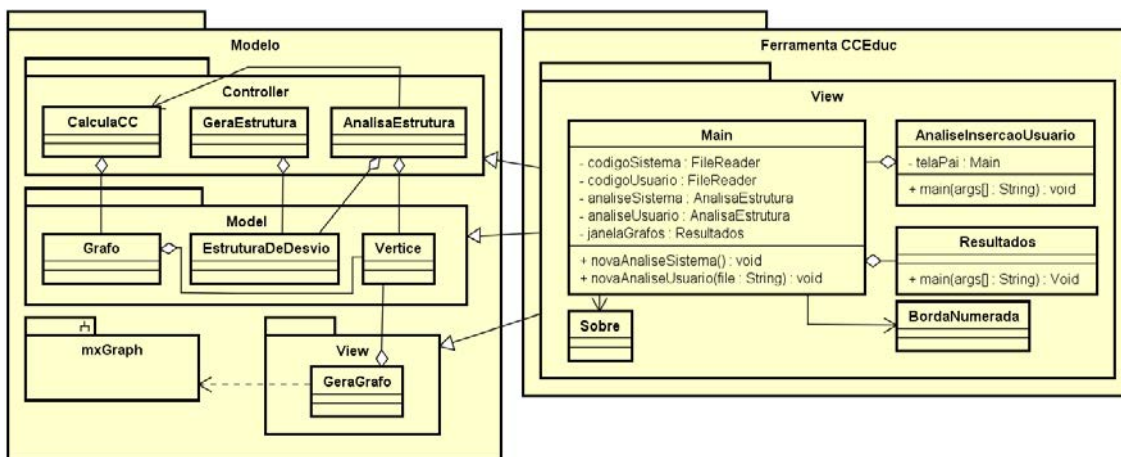 Modelo
Controller
CalculaCC
GeraEstrutura
AnalisaEstrutura
Model
Grafo
EstruturaDeDesvio
Vertice
mxGraph
View
GeraGrafo
Ferramenta CCEduc
View
Main
- codigoSistema : FileReader
- codigoUsuario : FileReader
- analiseSistema : AnalisaEstrutura
- analiseUsuario : AnalisaEstrutura
- janelaGrafos : Resultados
+ novaAnaliseSistema() : void
+ novaAnaliseUsuario(file : String) : void
AnaliseInsercaoUsuario
- telaPai : Main
+ main(args[] : String) : void
Resultados
+ main(args[] : String) : Void
Sobre
BordaNumerada